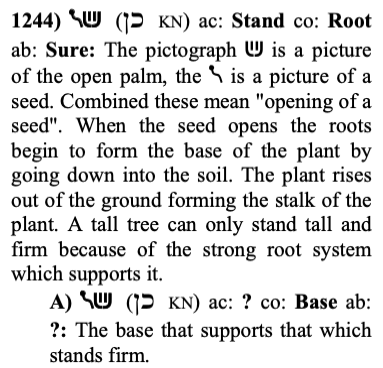 1244) 𐤍𐤊 (כן KN) ac: Stand co: Root
ab: Sure: The pictograph 𐤊 is a picture
of the open palm, the 𐤍 is a picture of a
seed. Combined these mean "opening of a
seed". When the seed opens the roots
begin to form the base of the plant by
going down into the soil. The plant rises
out of the ground forming the stalk of the
plant. A tall tree can only stand tall and
firm because of the strong root system
which supports it.
A) 𐤍𐤊 (כן KN) ac: ? co: Base ab:
?: The base that supports that which
stands firm.